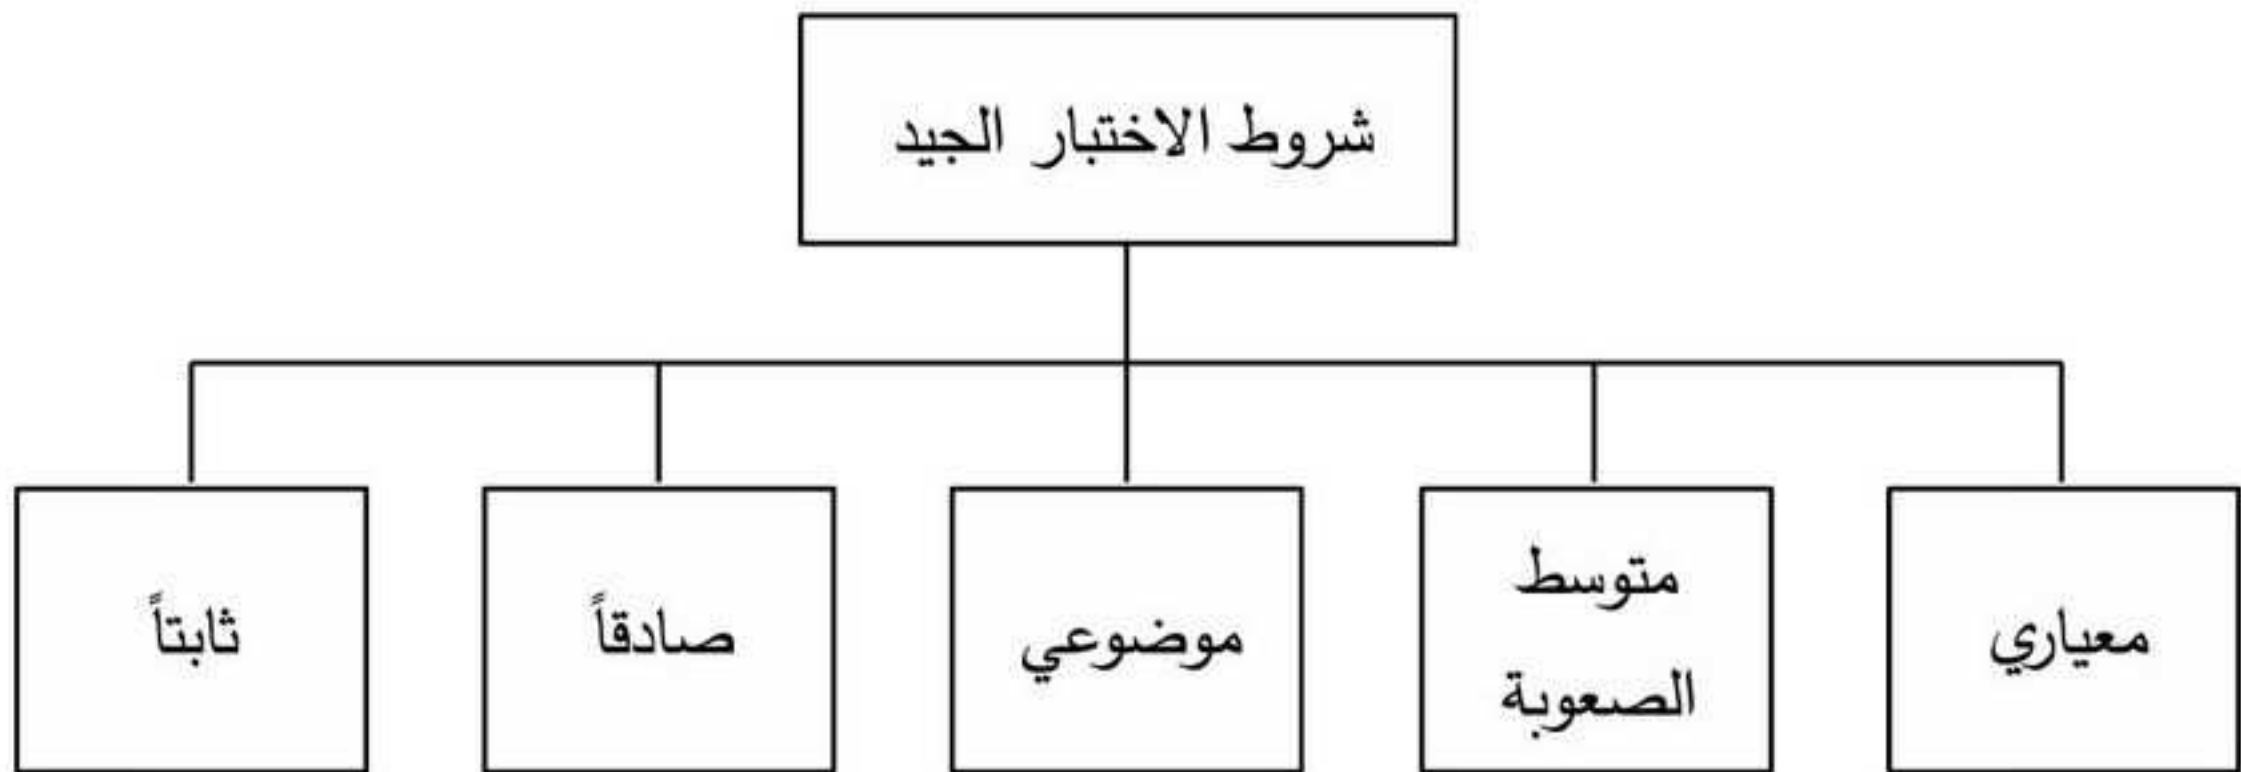 شروط الاختبار الجيد
معياري
متوسط
الصعوبة
موضوعي
صادقاً
ثابتاً